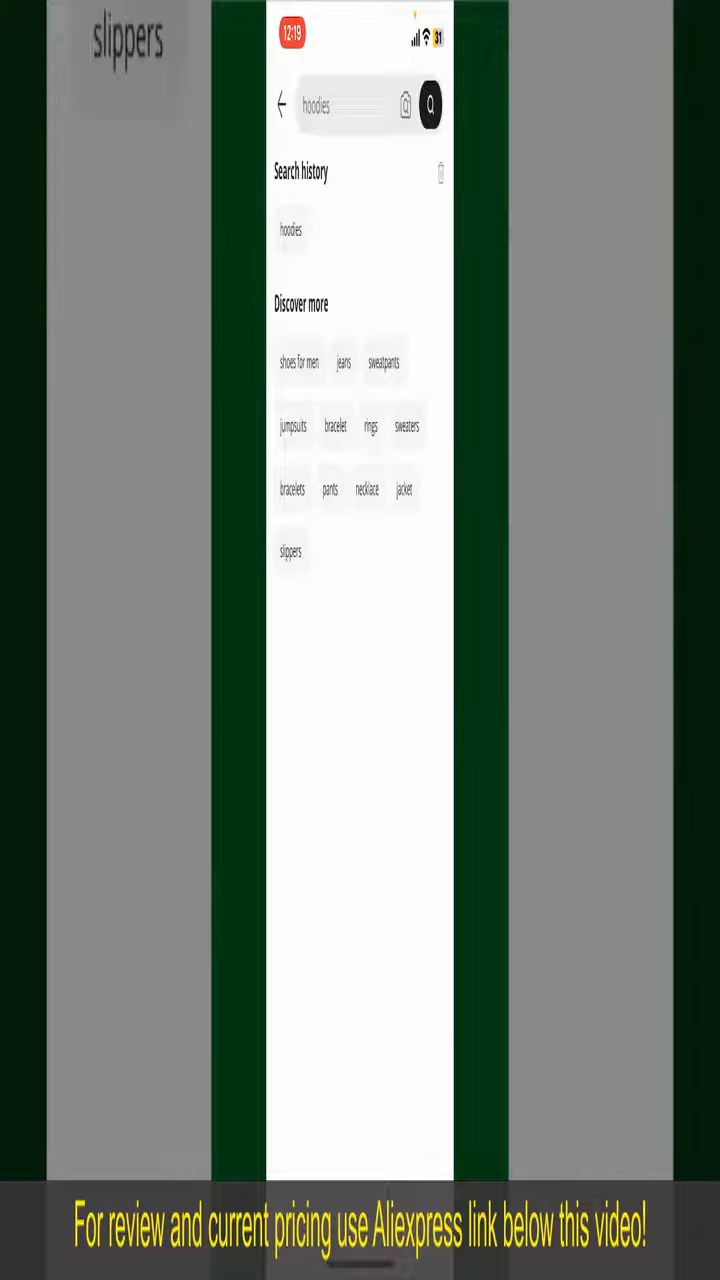 slippers
12:19
31
hoodies
Search history
hoodies
Discover more
shoes for men jeans sweatpants
jumpsuits bracelet rings sweaters
bracelets pants necklace jacket
slippers
For review and current pricing use Aliexpress link below this video!